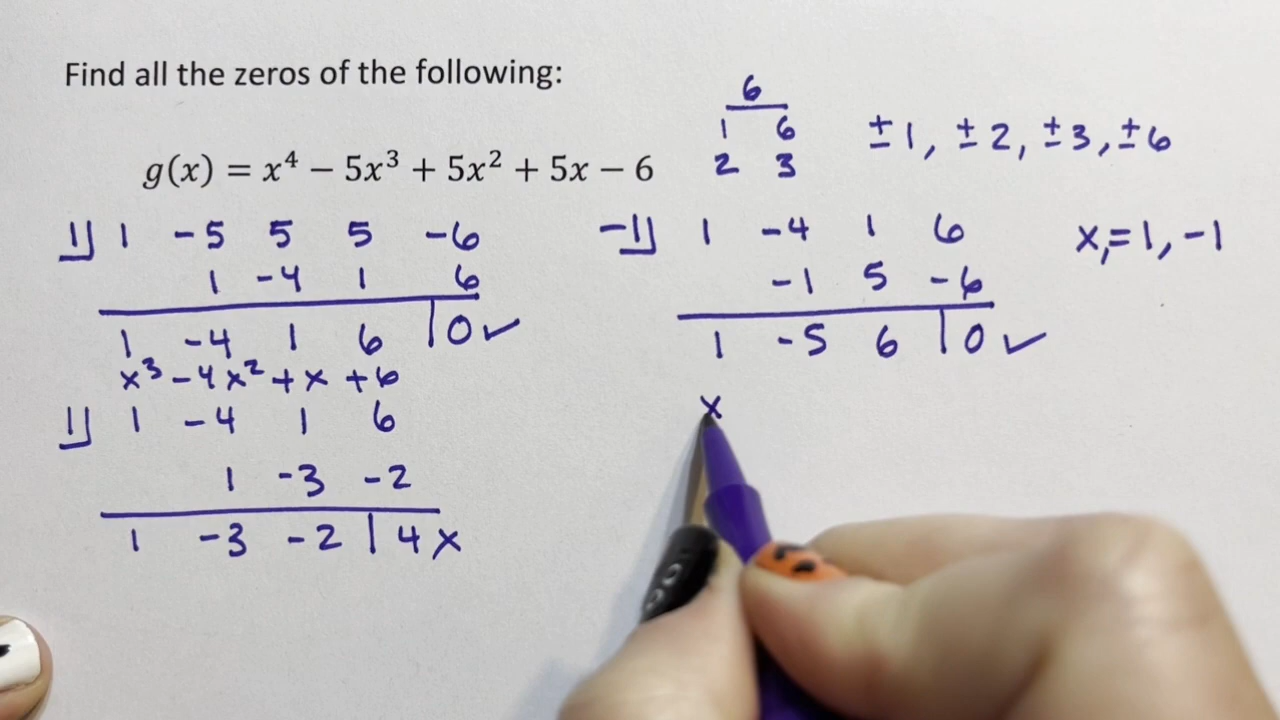 Find all the zeros of the following:
g(x) = x⁴ − 5x³ + 5x² + 5x − 6
6
1 6
2 3
±1, ±2, ±3, ±6
1⌋ 1 -5 5 5 -6
1 -4 1 6
1 -4 1 6 | 0 ✓
x³ - 4x² + x + 6
1⌋ 1 -4 1 6
1 -3 -2
1 -3 -2 | 4 x
-1⌋ 1 -4 1 6
-1 5 -6
1 -5 6 | 0 ✓
x
x,=1, -1